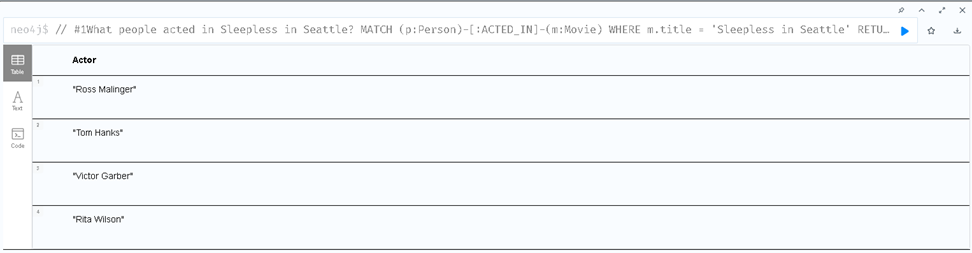 neo4j$ // #1What people acted in Sleepless in Seattle? MATCH (p:Person)-[:ACTED_IN]-(m:Movie) WHERE m.title = 'Sleepless in Seattle' RETU…
Table
Actor
1
"Ross Malinger"
A
Text
2
"Tom Hanks"
Code
3
"Victor Garber"
4
"Rita Wilson"